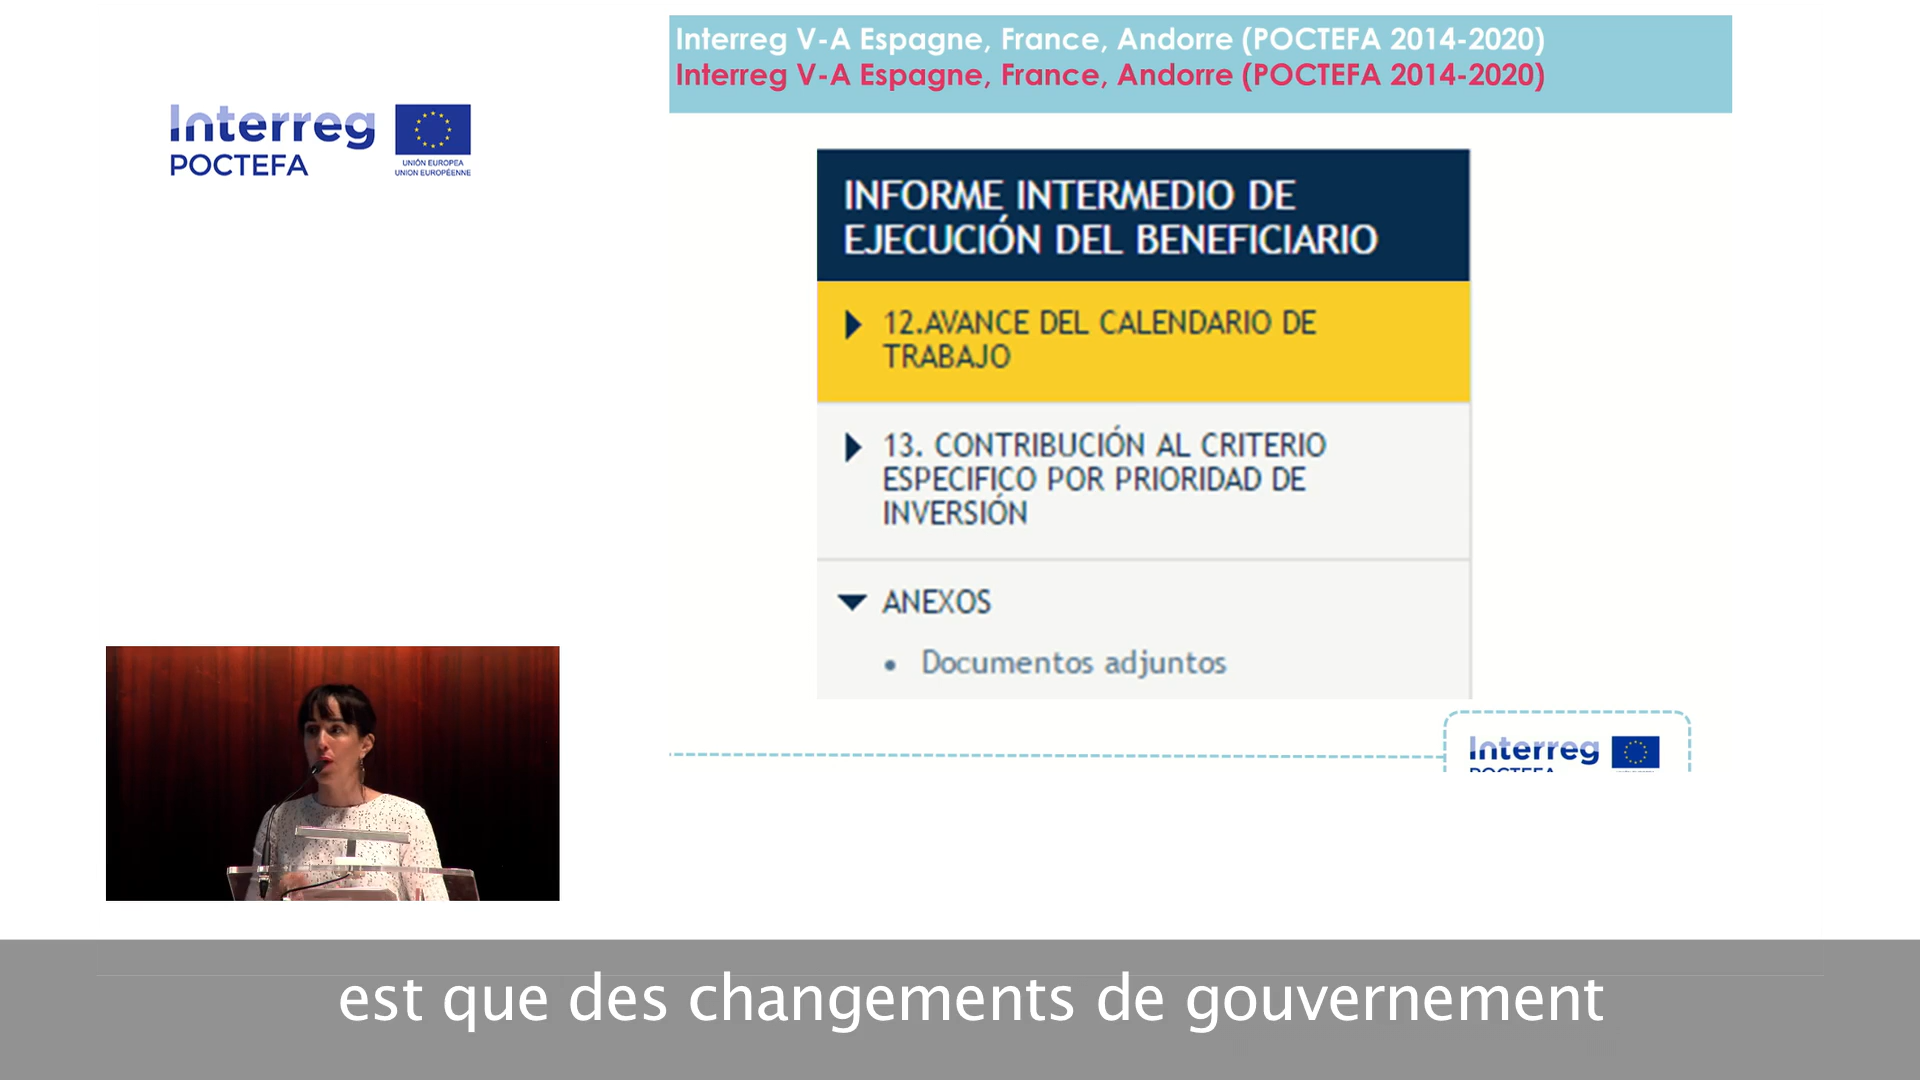 Interreg V-A Espagne, France, Andorre (POCTEFA 2014-2020)
Interreg V-A Espagne, France, Andorre (POCTEFA 2014-2020)
Interreg
POCTEFA
UNIÓN EUROPEA
UNION EUROPÉENNE
INFORME INTERMEDIO DE
EJECUCIÓN DEL BENEFICIARIO
12.AVANCE DEL CALENDARIO DE
TRABAJO
13. CONTRIBUCIÓN AL CRITERIO
ESPECIFICO POR PRIORIDAD DE
INVERSIÓN
ANEXOS
• Documentos adjuntos
Interreg
POCTEFA
est que des changements de gouvernement